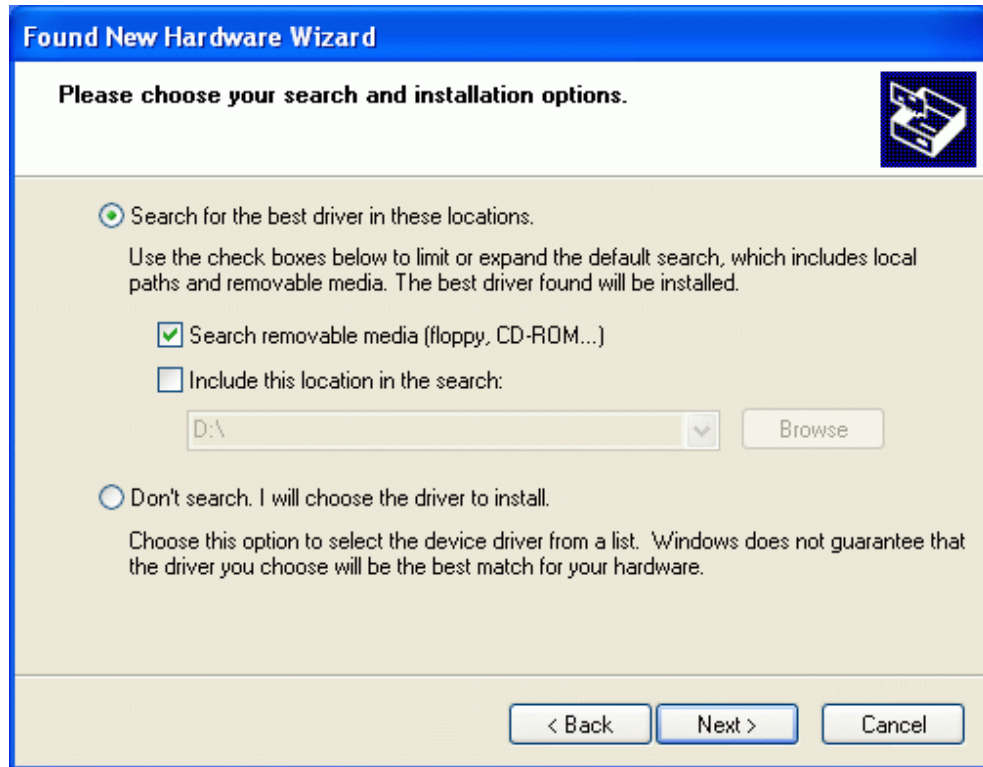 Found New Hardware Wizard
Please choose your search and installation options.
Search for the best driver in these locations.
Use the check boxes below to limit or expand the default search, which includes local
paths and removable media. The best driver found will be installed.
Search removable media (floppy, CD-ROM...)
Include this location in the search:
D:\
Browse
Don't search. I will choose the driver to install.
Choose this option to select the device driver from a list.  Windows does not guarantee that
the driver you choose will be the best match for your hardware.
< Back
Next >
Cancel